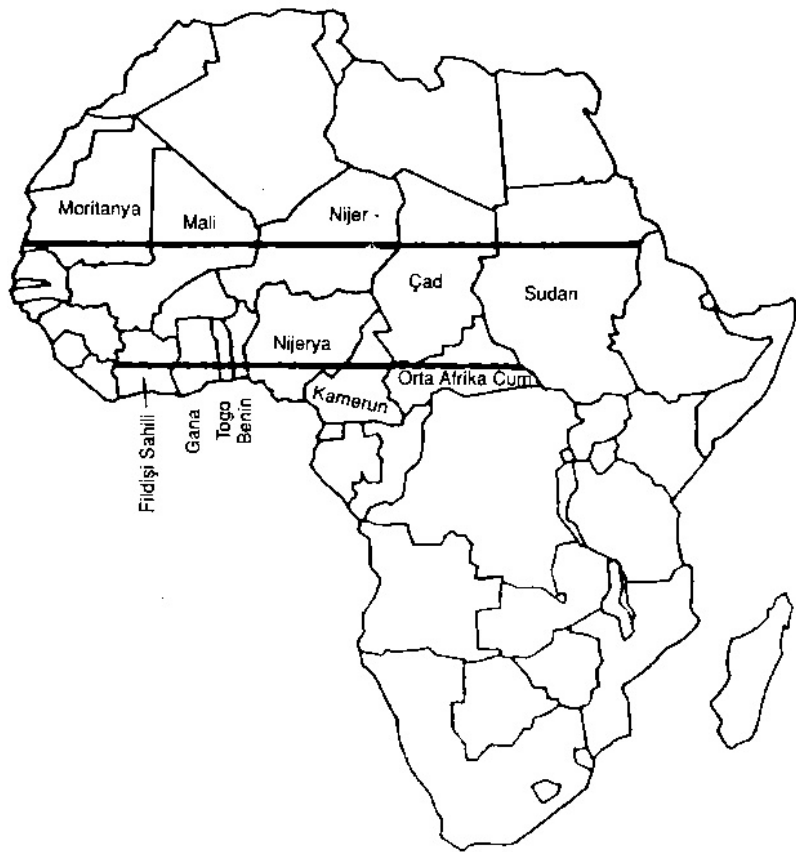 Moritanya
Mali
Nijer
Çad
Sudan
Nijerya
Orta Afrika Cum
Kamerun
Fildişi Sahili
Gana
Togo
Benin